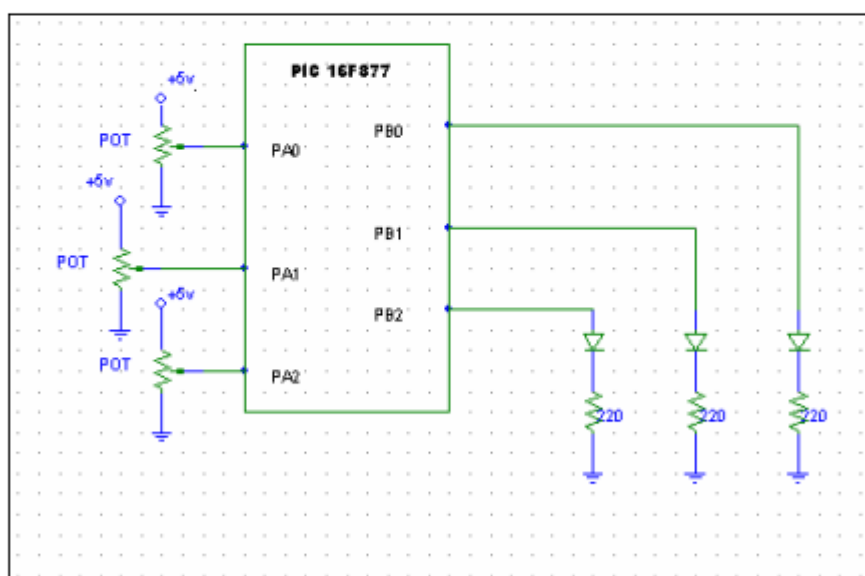 PIC 16F877
+5v
POT
PA0
PB0
+5v
POT
PA1
PB1
+5v
POT
PA2
PB2
220
220
220